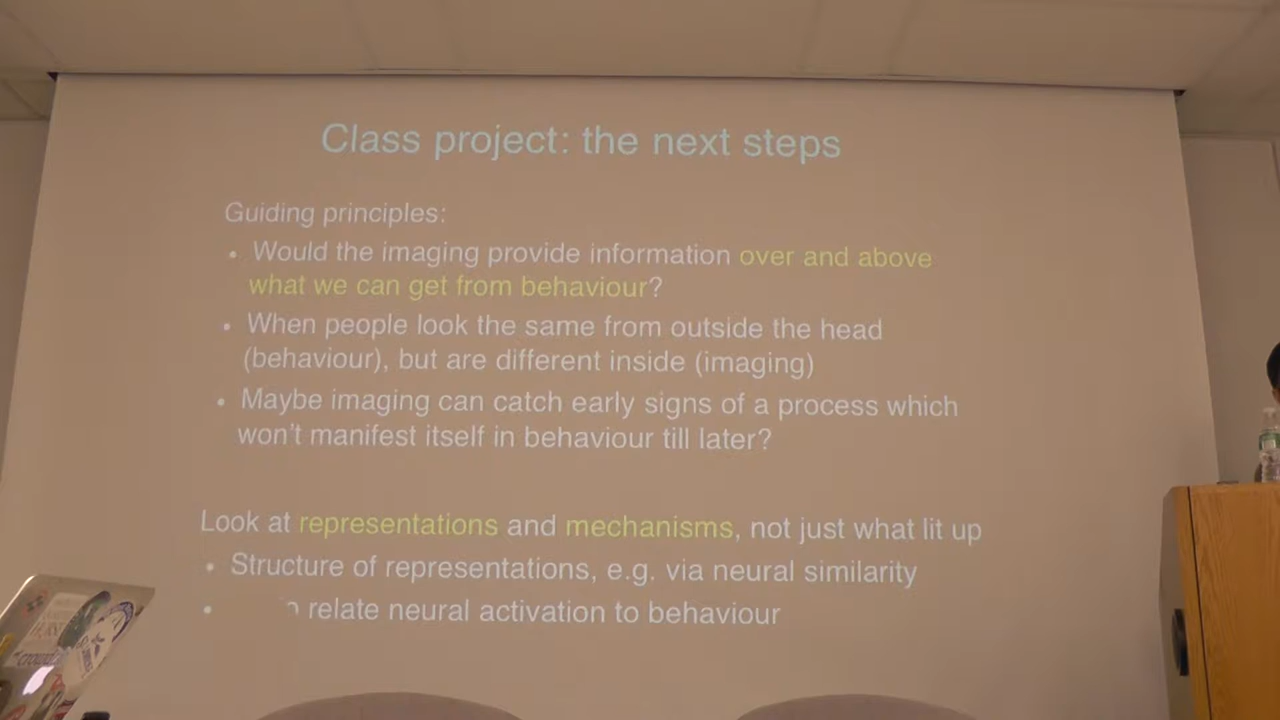 Class project: the next steps
Guiding principles:
• Would the imaging provide information over and above
what we can get from behaviour?
• When people look the same from outside the head
(behaviour), but are different inside (imaging)
• Maybe imaging can catch early signs of a process which
won't manifest itself in behaviour till later?
Look at representations and mechanisms, not just what lit up
• Structure of representations, e.g. via neural similarity
• relate neural activation to behaviour